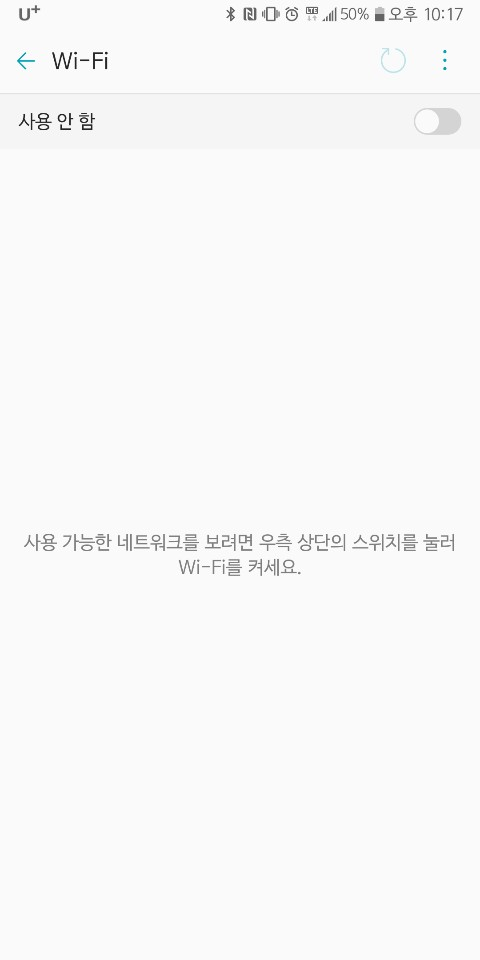 U+ LTE 50% 오후 10:17
Wi-Fi
사용 안 함
사용 가능한 네트워크를 보려면 우측 상단의 스위치를 눌러
Wi-Fi를 켜세요.